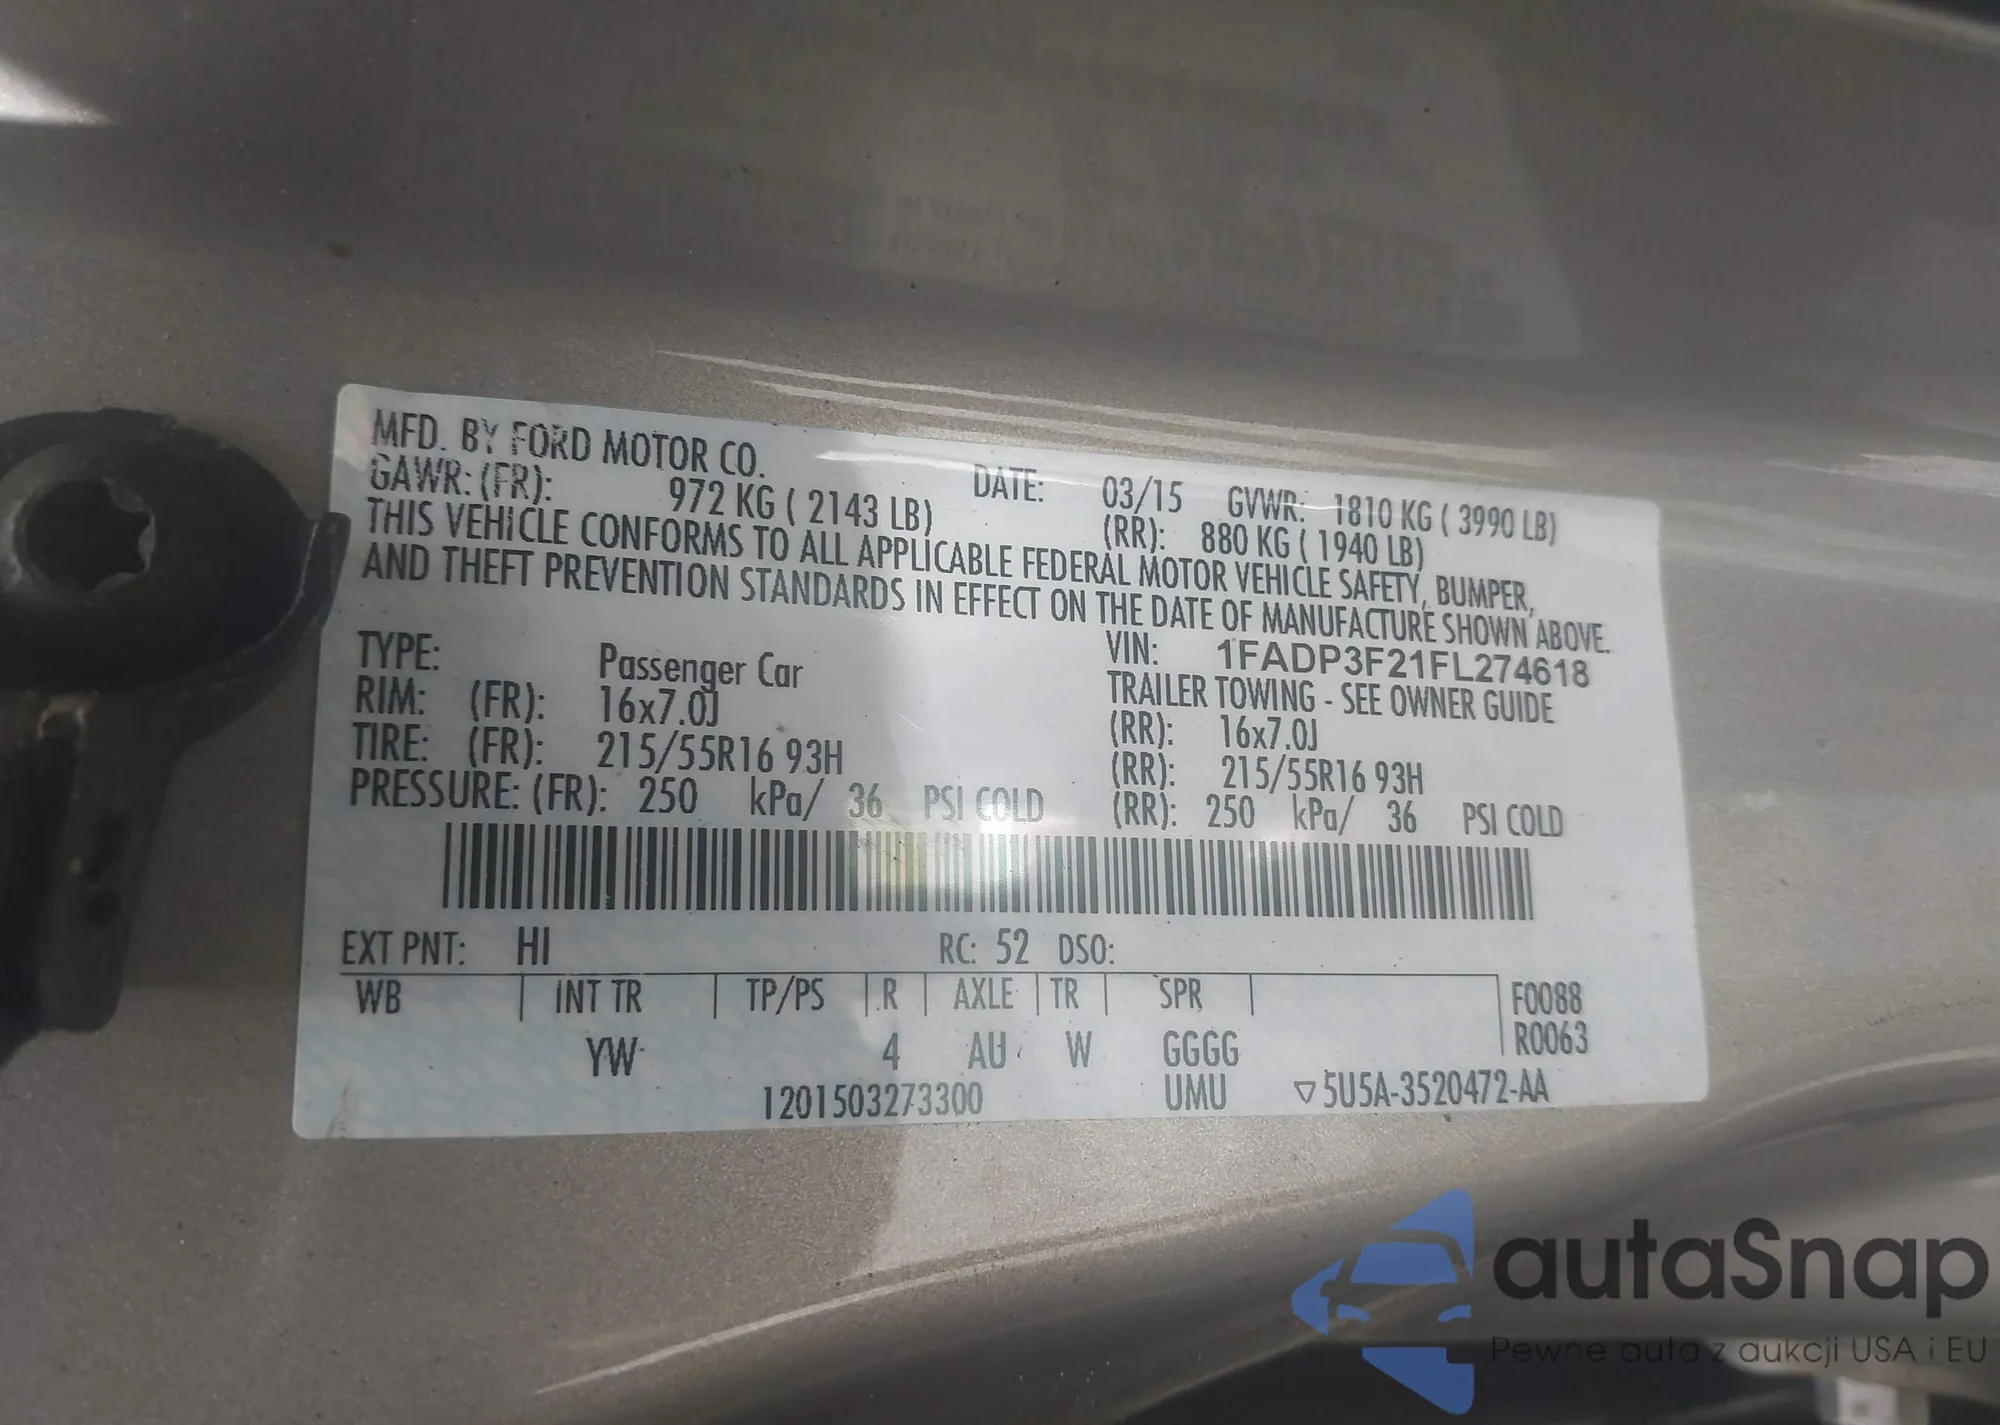 MFD. BY FORD MOTOR CO.
DATE: 03/15 GVWR: 1810 KG ( 3990 LB)
GAWR: (FR): 972 KG ( 2143 LB) (RR): 880 KG ( 1940 LB)
THIS VEHICLE CONFORMS TO ALL APPLICABLE FEDERAL MOTOR VEHICLE SAFETY, BUMPER,
AND THEFT PREVENTION STANDARDS IN EFFECT ON THE DATE OF MANUFACTURE SHOWN ABOVE.
VIN: 1FADP3F21FL274618
TYPE: Passenger Car TRAILER TOWING - SEE OWNER GUIDE
RIM: (FR): 16x7.0J (RR): 16x7.0J
TIRE: (FR): 215/55R16 93H (RR): 215/55R16 93H
PRESSURE: (FR): 250 kPa/ 36 PSI COLD (RR): 250 kPa/ 36 PSI COLD
EXT PNT: HI RC: 52 DSO:
WB INT TR TP/PS R AXLE TR SPR F0088
YW 4 AU W GGGG R0063
1201503273300 UMU ▽5U5A-3520472-AA
autaSnap
Pewne auta z aukcji USA i EU